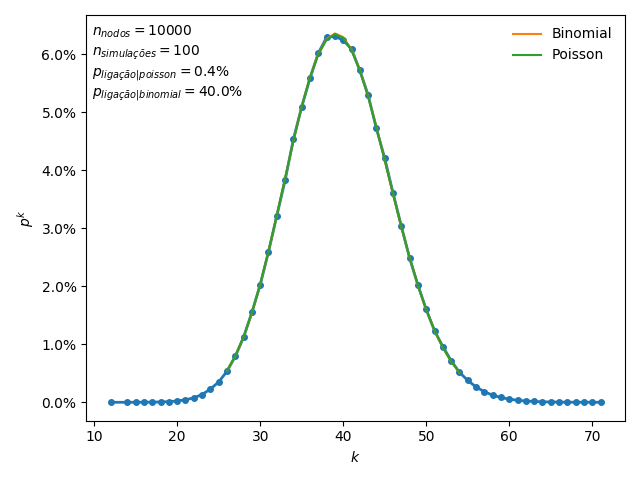 n_nodos = 10000
n_simulações = 100
p_ligação|poisson = 0.4%
p_ligação|binomial = 40.0%
Binomial
Poisson
6.0%
5.0%
4.0%
3.0%
2.0%
1.0%
0.0%
p^k
10 20 30 40 50 60 70
k